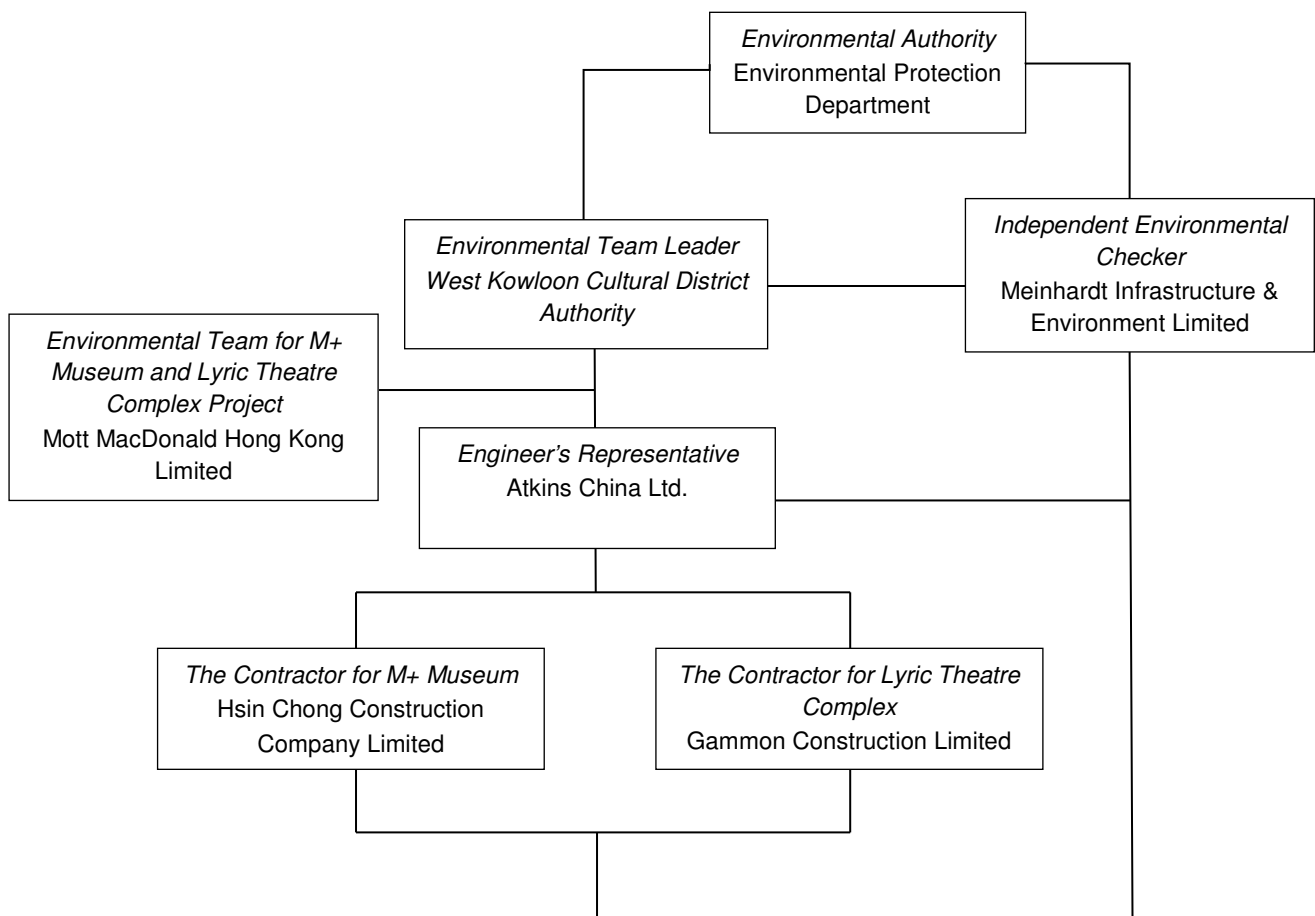 Environmental Authority
Environmental Protection
Department
Environmental Team Leader
West Kowloon Cultural District
Authority
Independent Environmental
Checker
Meinhardt Infrastructure &
Environment Limited
Environmental Team for M+
Museum and Lyric Theatre
Complex Project
Mott MacDonald Hong Kong
Limited
Engineer's Representative
Atkins China Ltd.
The Contractor for M+ Museum
Hsin Chong Construction
Company Limited
The Contractor for Lyric Theatre
Complex
Gammon Construction Limited